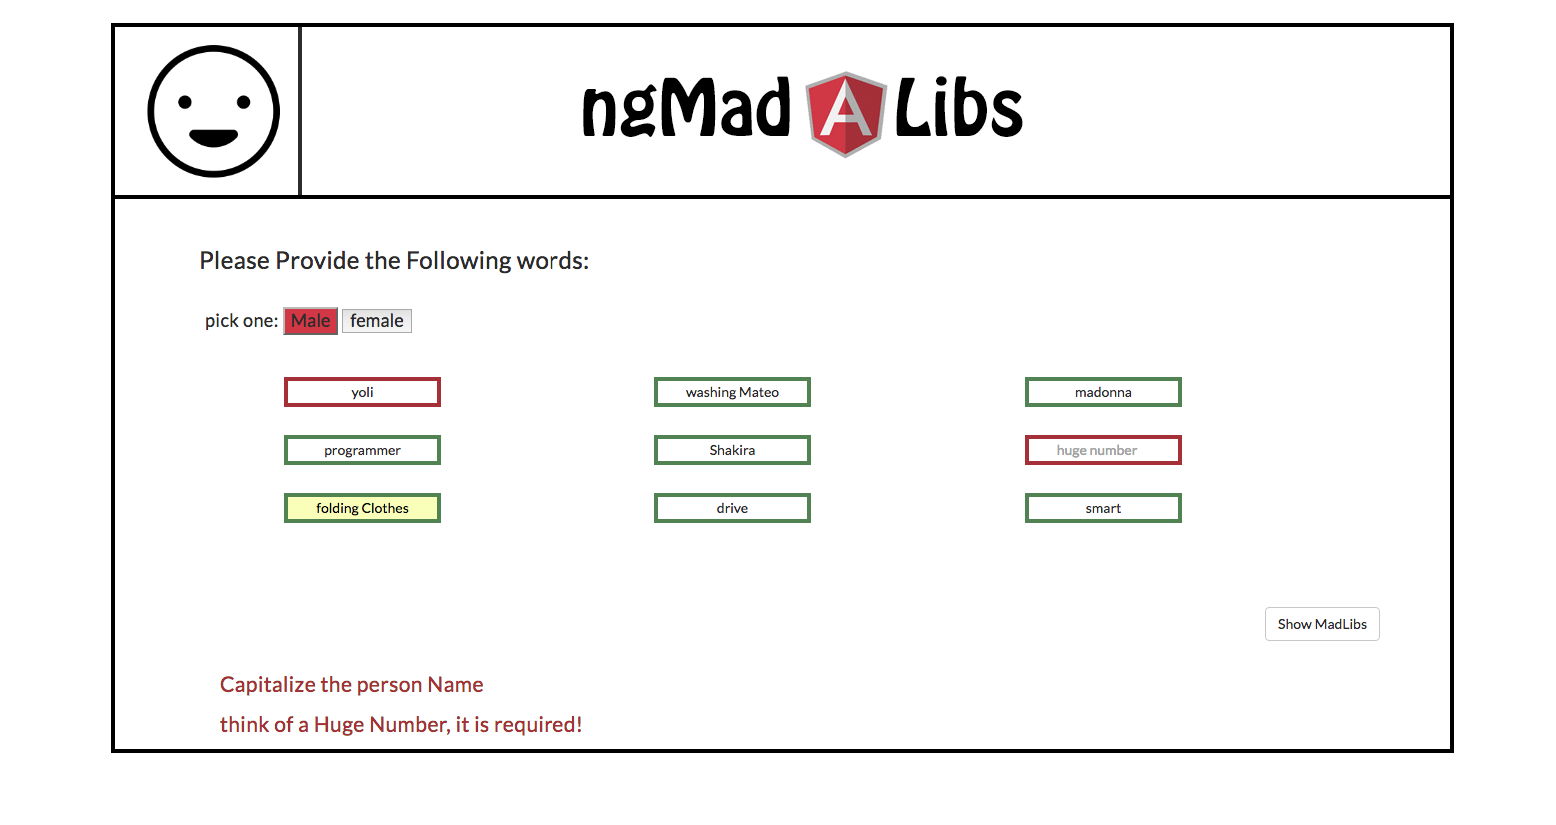 ngMad A Libs
Please Provide the Following words:
pick one: Male female
yoli washing Mateo madonna
programmer Shakira huge number
folding Clothes drive smart
Show MadLibs
Capitalize the person Name
think of a Huge Number, it is required!